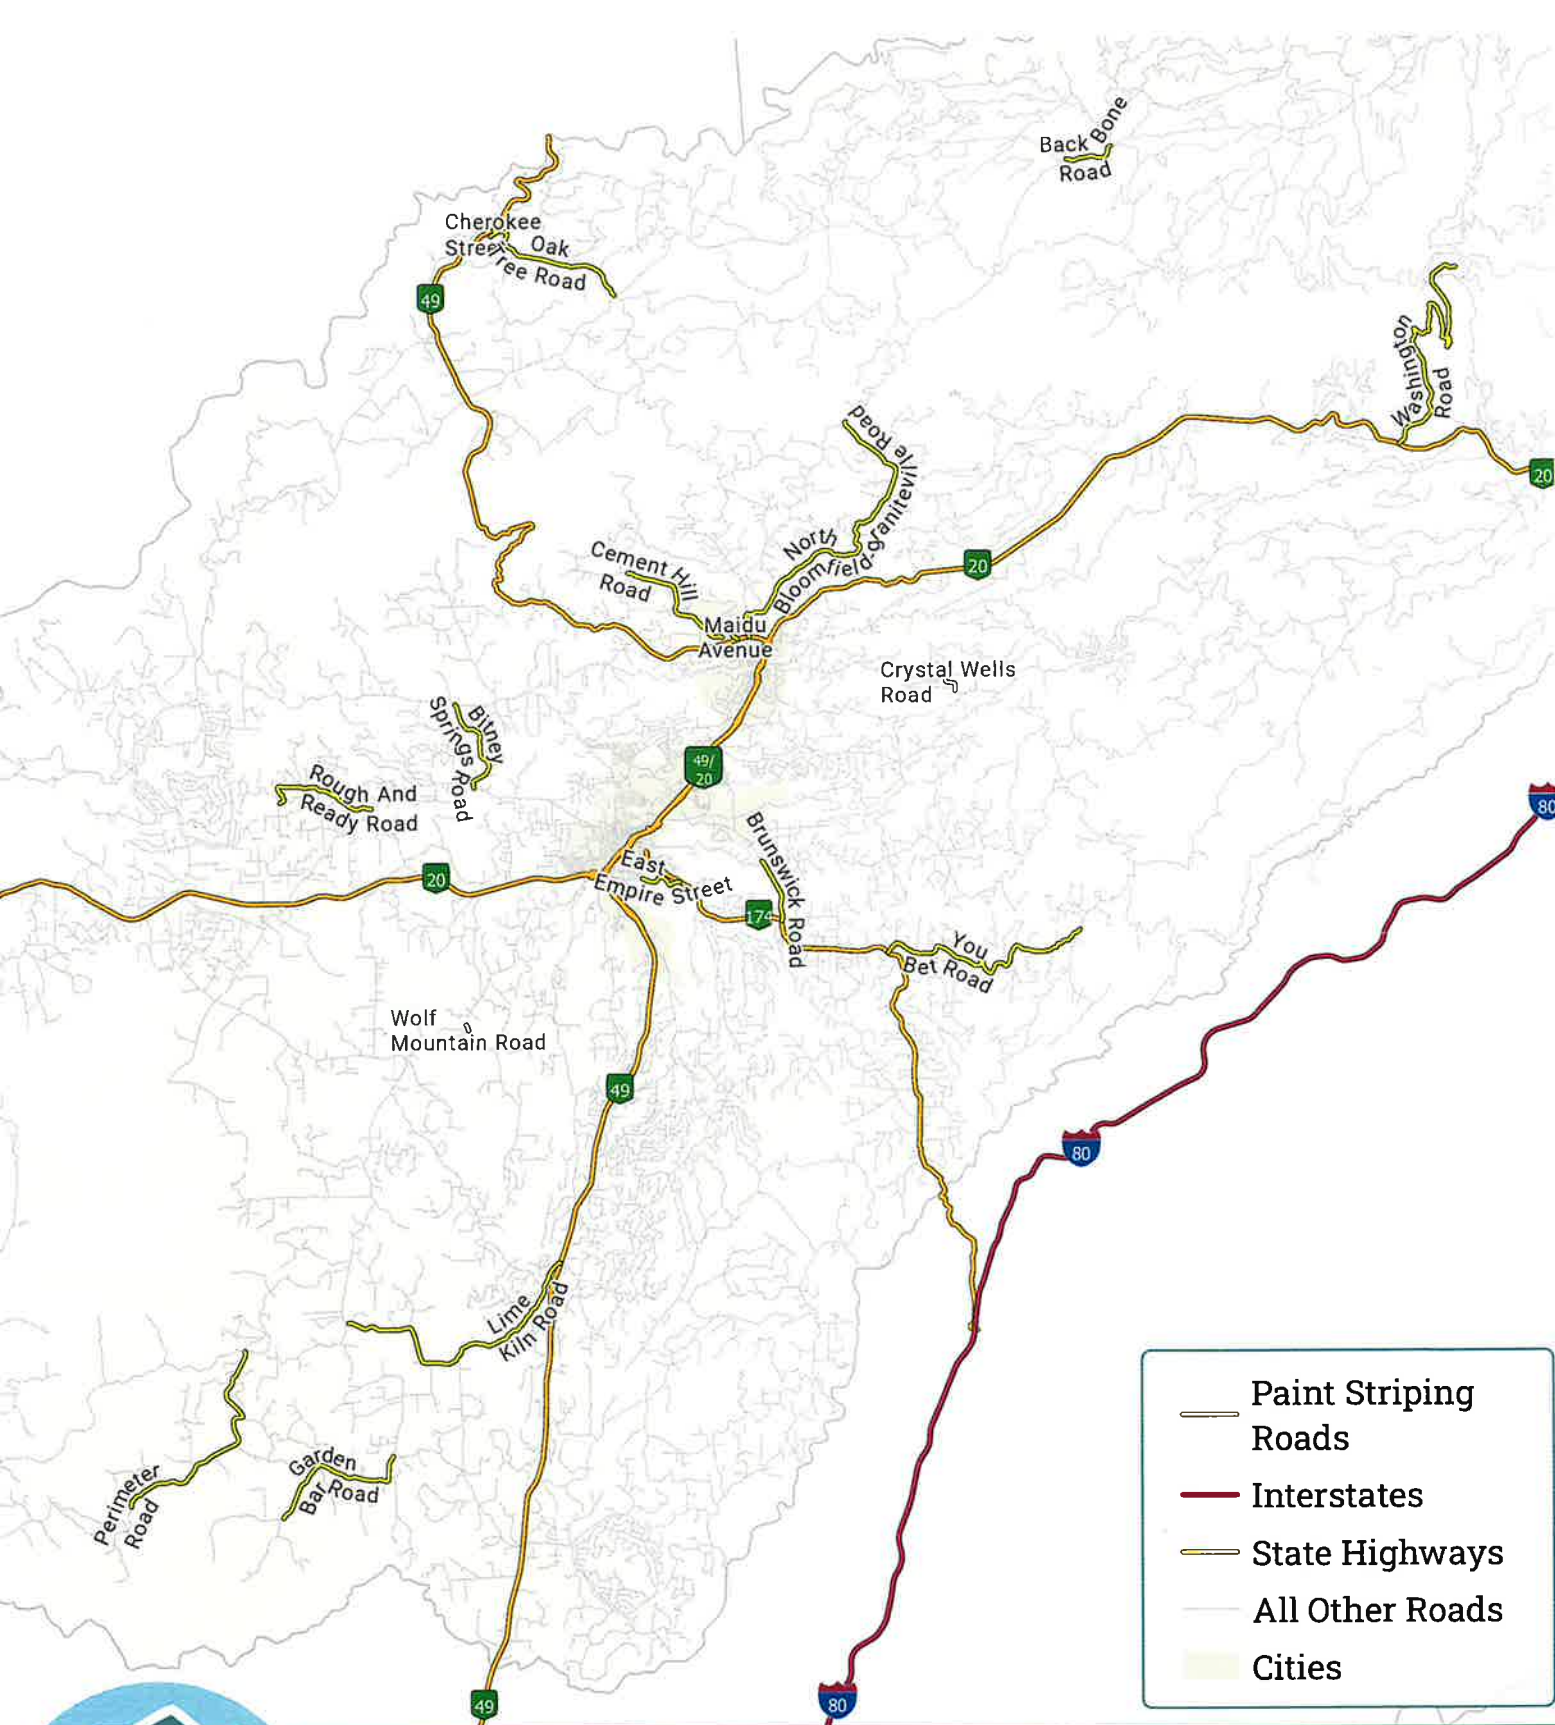 Back Bone
Road
Cherokee
Street
Oak
Tree Road
49
Washington
Road
20
North
Bloomfield-graniteville Road
20
Cement Hill
Road
Maidu
Avenue
Crystal Wells
Road
Bitney
Springs Road
49/
20
Rough And
Ready Road
80
Brunswick Road
East
Empire Street
20
174
You
Bet Road
Wolf
Mountain Road
49
80
Lime
Kiln Road
Perimeter
Road
Garden
Bar Road
49
80
Paint Striping
Roads
Interstates
State Highways
All Other Roads
Cities